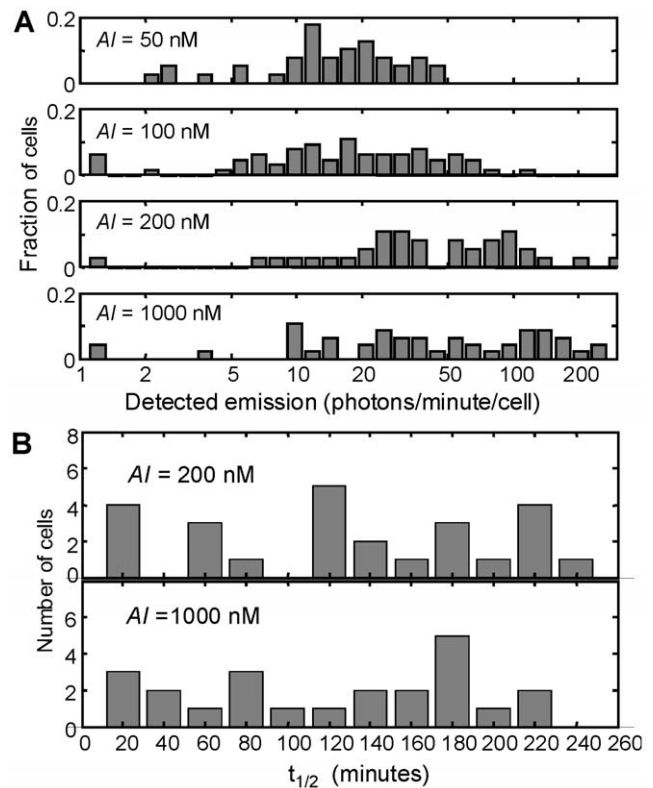 A
0.2
AI = 50 nM
0
0.2
AI = 100 nM
0
0.2
AI = 200 nM
0
0.2
AI = 1000 nM
0
Fraction of cells
1 2 5 10 20 50 100 200
Detected emission (photons/minute/cell)
B
8
6
4
2
0
AI = 200 nM
6
4
2
0
AI =1000 nM
Number of cells
0 20 40 60 80 100 120 140 160 180 200 220 240 260
t1/2 (minutes)